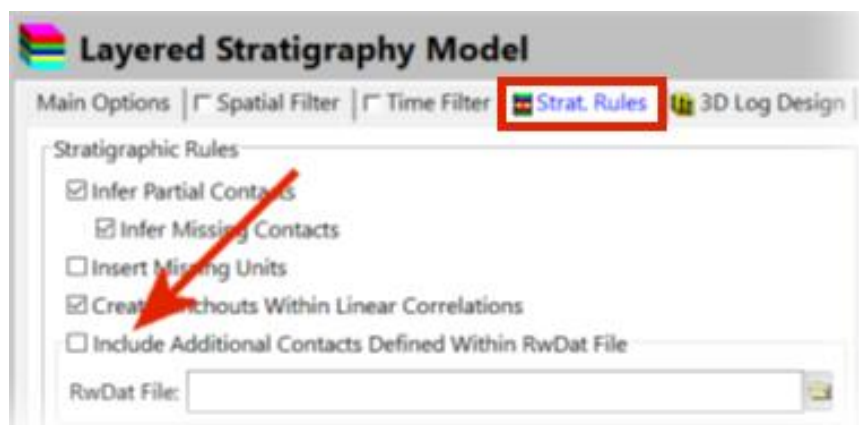 Layered Stratigraphy Model
Main Options Spatial Filter Time Filter Strat. Rules 3D Log Design
Stratigraphic Rules
Infer Partial Contacts
Infer Missing Contacts
Insert Missing Units
Create Pinchouts Within Linear Correlations
Include Additional Contacts Defined Within RwDat File
RwDat File: